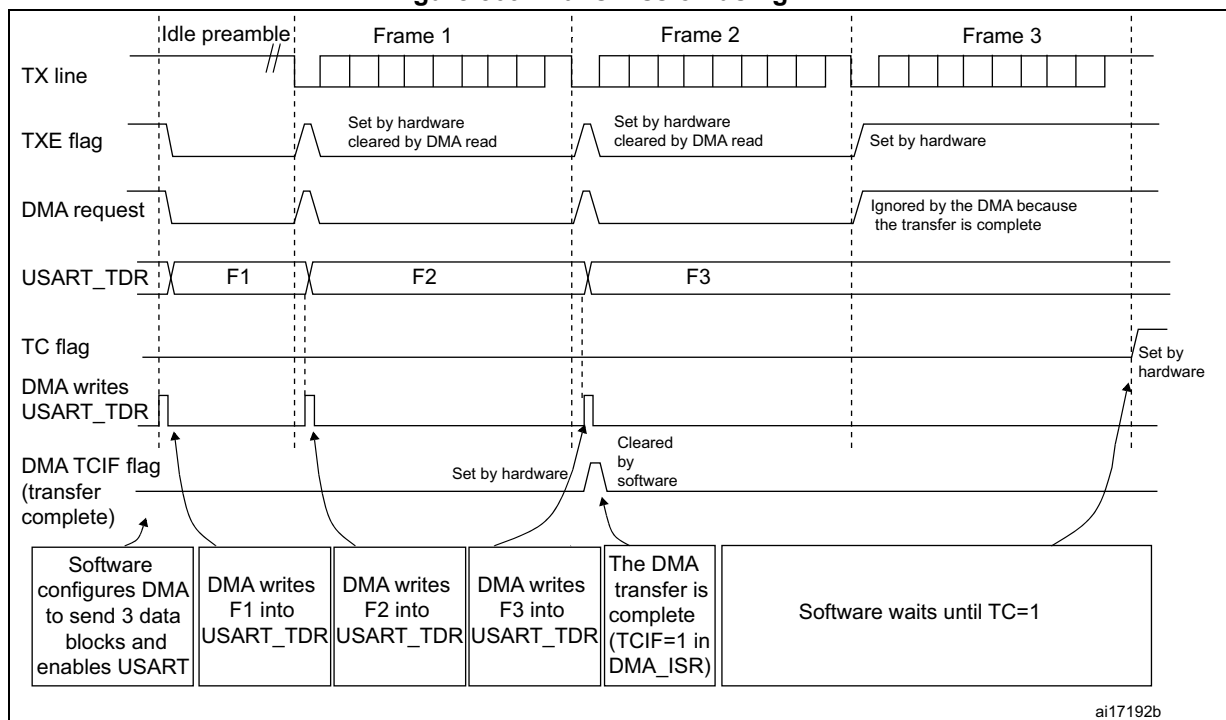 Idle preamble
Frame 1
Frame 2
Frame 3
TX line
TXE flag
Set by hardware
cleared by DMA read
Set by hardware
cleared by DMA read
Set by hardware
DMA request
Ignored by the DMA because
the transfer is complete
USART_TDR
F1
F2
F3
TC flag
Set by
hardware
DMA writes
USART_TDR
DMA TCIF flag
(transfer
complete)
Set by hardware
Cleared
by
software
Software
configures DMA
to send 3 data
blocks and
enables USART
DMA writes
F1 into
USART_TDR
DMA writes
F2 into
USART_TDR
DMA writes
F3 into
USART_TDR
The DMA
transfer is
complete
(TCIF=1 in
DMA_ISR)
Software waits until TC=1
ai17192b